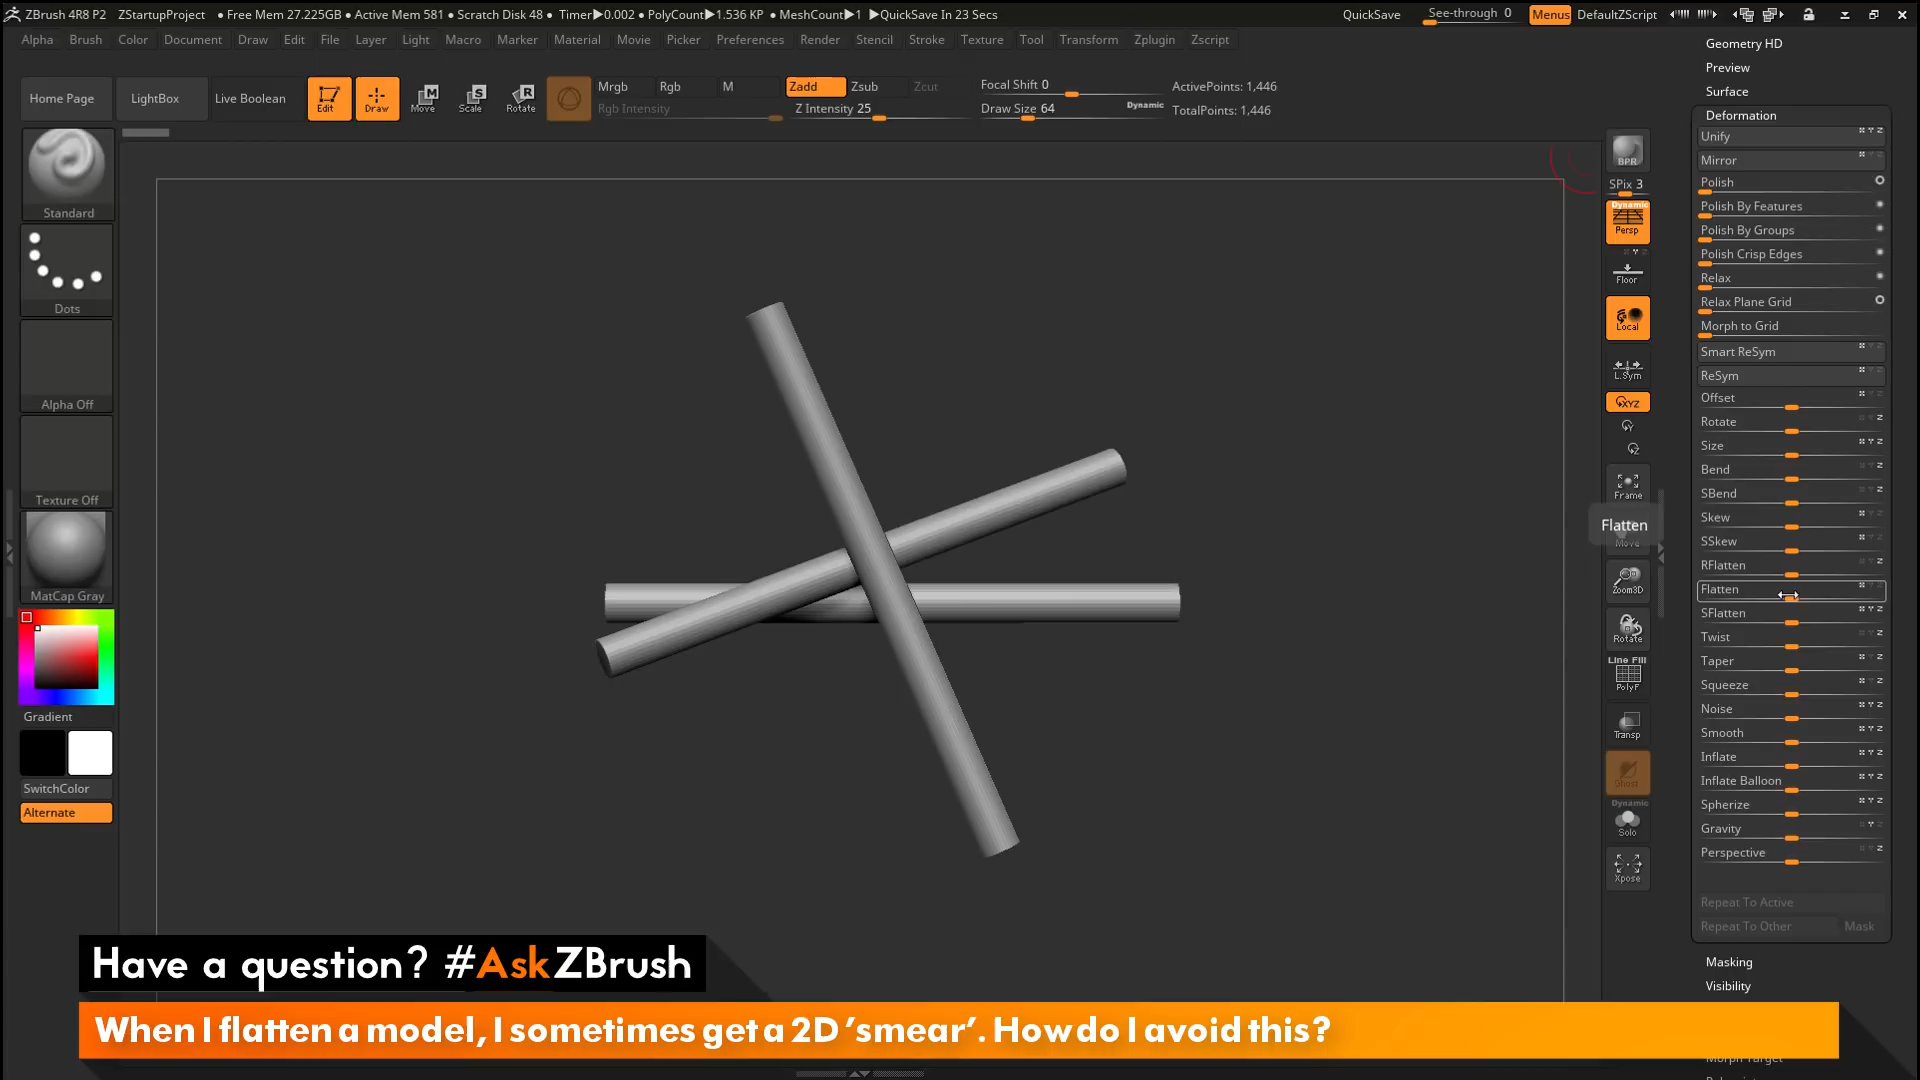 ZBrush 4R8 P2 ZStartupProject • Free Mem 27.225GB • Active Mem 581 • Scratch Disk 48 • Timer▶0.002 • PolyCount▶1.536 KP • MeshCount▶1 ▶QuickSave In 23 Secs QuickSave See-through 0 Menus DefaultZScript
Alpha Brush Color Document Draw Edit File Layer Light Macro Marker Material Movie Picker Preferences Render Stencil Stroke Texture Tool Transform Zplugin Zscript
Home Page LightBox Live Boolean Edit Draw Move Scale Rotate
Mrgb Rgb M Zadd Zsub Zcut
Rgb Intensity Z Intensity 25
Focal Shift 0
Draw Size 64 Dynamic
ActivePoints: 1,446
TotalPoints: 1,446
Standard
Dots
Alpha Off
Texture Off
MatCap Gray
Gradient
SwitchColor
Alternate
BPR
SPix 3
Dynamic
Persp
Floor
Local
L.Sym
XYZ
Y
Z
Frame
Flatten
Move
Zoom3D
Rotate
Line Fill
PolyF
Transp
Ghost
Dynamic
Solo
Xpose
Geometry HD
Preview
Surface
Deformation
Unify
Mirror
Polish
Polish By Features
Polish By Groups
Polish Crisp Edges
Relax
Relax Plane Grid
Morph to Grid
Smart ReSym
ReSym
Offset
Rotate
Size
Bend
SBend
Skew
SSkew
RFlatten
Flatten
SFlatten
Twist
Taper
Squeeze
Noise
Smooth
Inflate
Inflate Balloon
Spherize
Gravity
Perspective
Repeat To Active
Repeat To Other Mask
Masking
Visibility
Morph Target
Have a question? #AskZBrush
When I flatten a model, I sometimes get a 2D 'smear'. How do I avoid this?